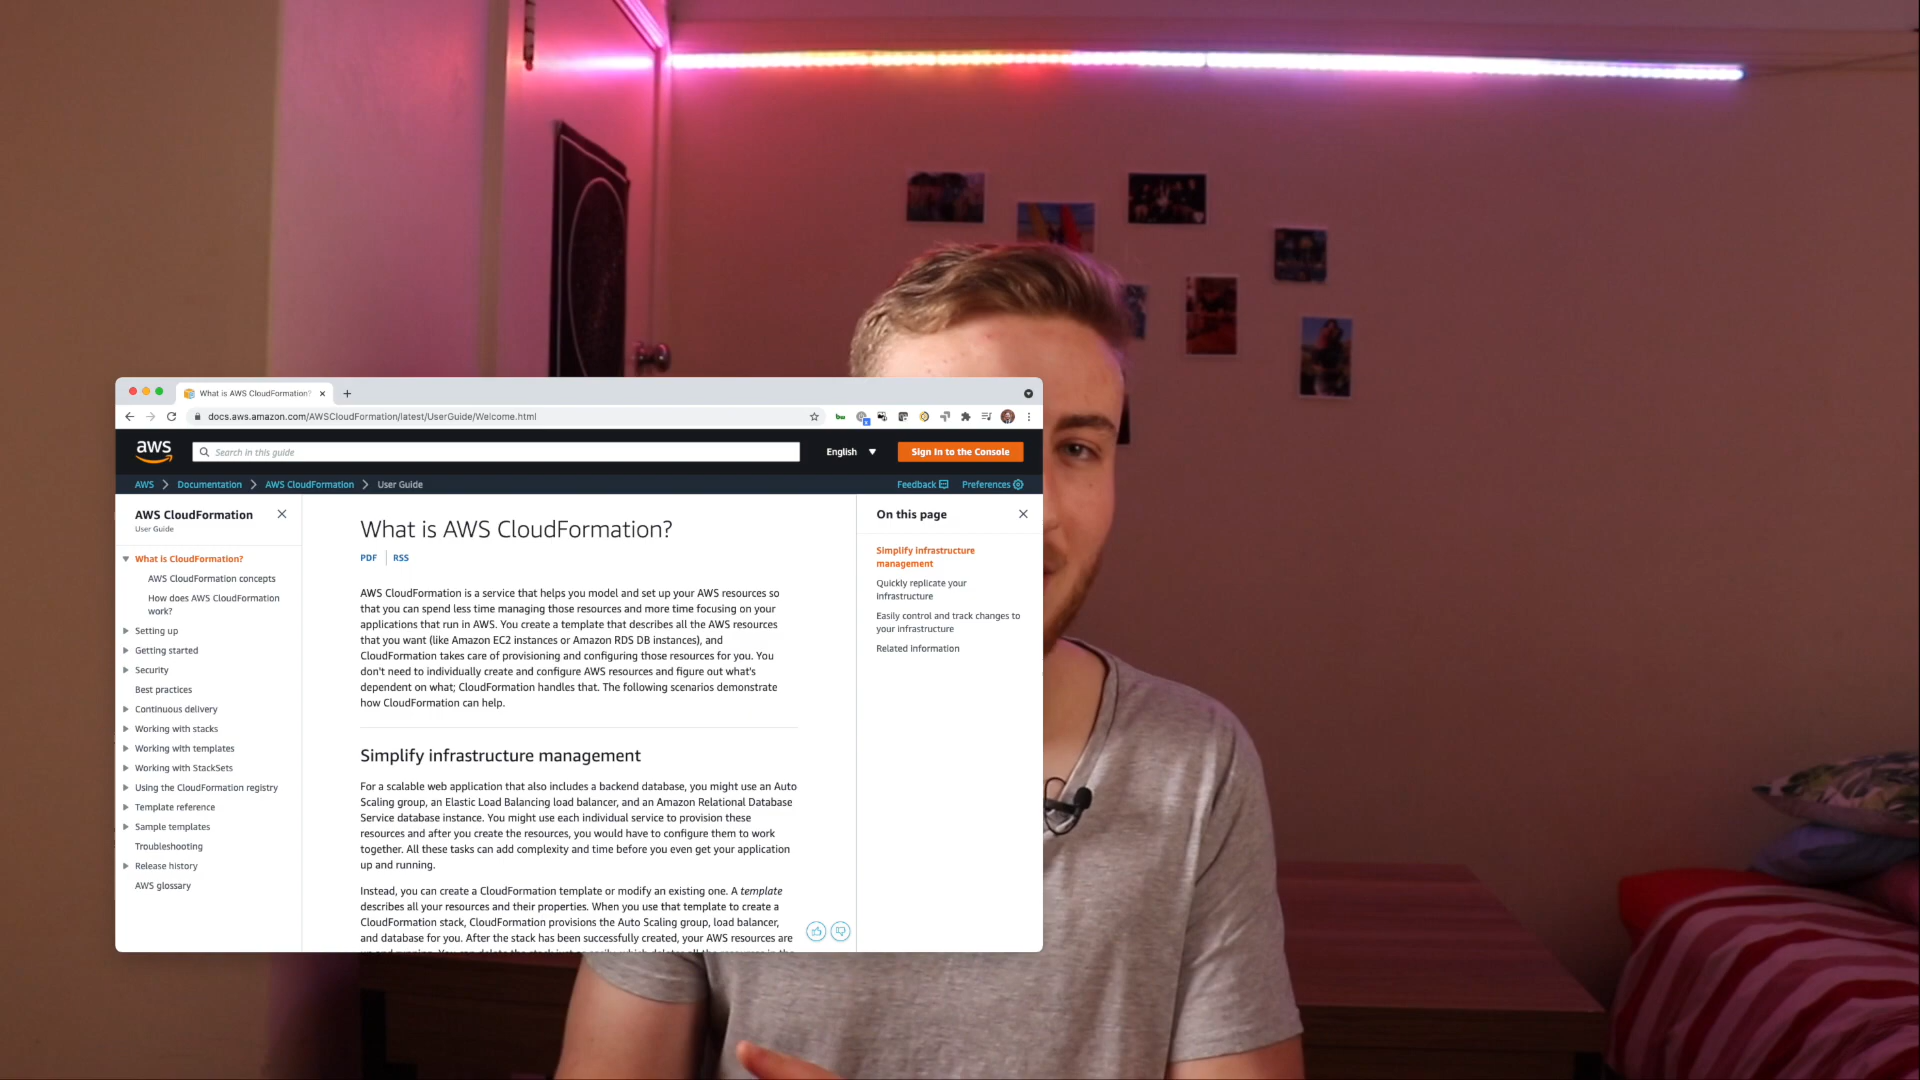 What is AWS CloudFormation?
docs.aws.amazon.com/AWSCloudFormation/latest/UserGuide/Welcome.html
aws
Search in this guide
English
Sign In to the Console
AWS
Documentation
AWS CloudFormation
User Guide
Feedback
Preferences
AWS CloudFormation
User Guide
What is CloudFormation?
AWS CloudFormation concepts
How does AWS CloudFormation
work?
Setting up
Getting started
Security
Best practices
Continuous delivery
Working with stacks
Working with templates
Working with StackSets
Using the CloudFormation registry
Template reference
Sample templates
Troubleshooting
Release history
AWS glossary
What is AWS CloudFormation?
PDF
RSS
AWS CloudFormation is a service that helps you model and set up your AWS resources so
that you can spend less time managing those resources and more time focusing on your
applications that run in AWS. You create a template that describes all the AWS resources
that you want (like Amazon EC2 instances or Amazon RDS DB instances), and
CloudFormation takes care of provisioning and configuring those resources for you. You
don't need to individually create and configure AWS resources and figure out what's
dependent on what; CloudFormation handles that. The following scenarios demonstrate
how CloudFormation can help.
Simplify infrastructure management
For a scalable web application that also includes a backend database, you might use an Auto
Scaling group, an Elastic Load Balancing load balancer, and an Amazon Relational Database
Service database instance. You might use each individual service to provision these
resources and after you create the resources, you would have to configure them to work
together. All these tasks can add complexity and time before you even get your application
up and running.
Instead, you can create a CloudFormation template or modify an existing one. A template
describes all your resources and their properties. When you use that template to create a
CloudFormation stack, CloudFormation provisions the Auto Scaling group, load balancer,
and database for you. After the stack has been successfully created, your AWS resources are
On this page
Simplify infrastructure
management
Quickly replicate your
infrastructure
Easily control and track changes to
your infrastructure
Related information